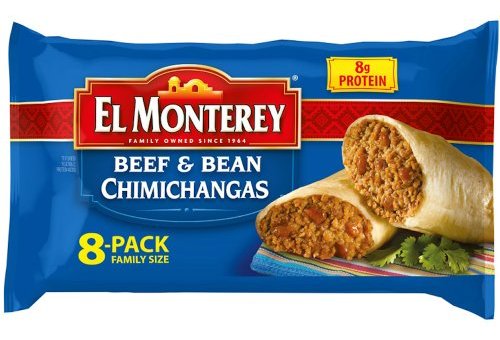 8g
PROTEIN
EL MONTEREY®
FAMILY OWNED SINCE 1964
BEEF & BEAN
CHIMICHANGAS
8-PACK
FAMILY SIZE